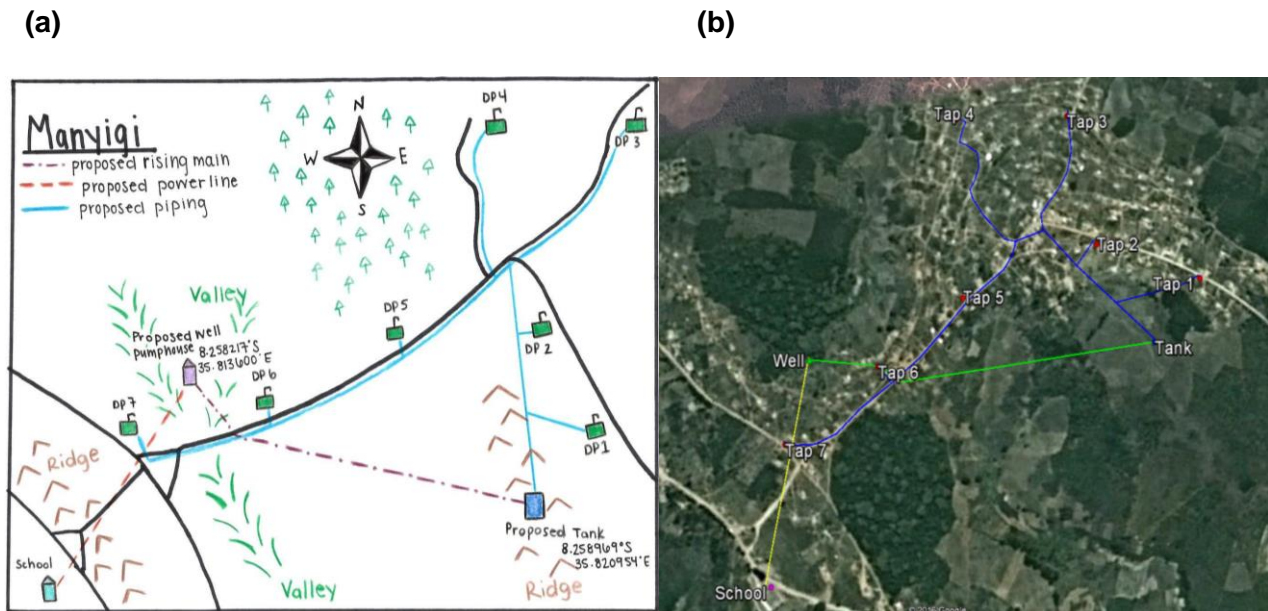 (a)
(b)
Manyigi
proposed rising main
proposed powerline
proposed piping
N
W
E
S
DP4
DP 3
Valley
Proposed Well
pumphouse
8.258217°S
35.813600°E
DP5
DP 2
DP6
DP7
DP1
Ridge
Proposed Tank
8.258969°S
35.820954°E
School
Valley
Ridge
Tap 4
Tap 3
Tap 2
Tap 1
Tap 5
Tank
Well
Tap 6
Tap 7
School